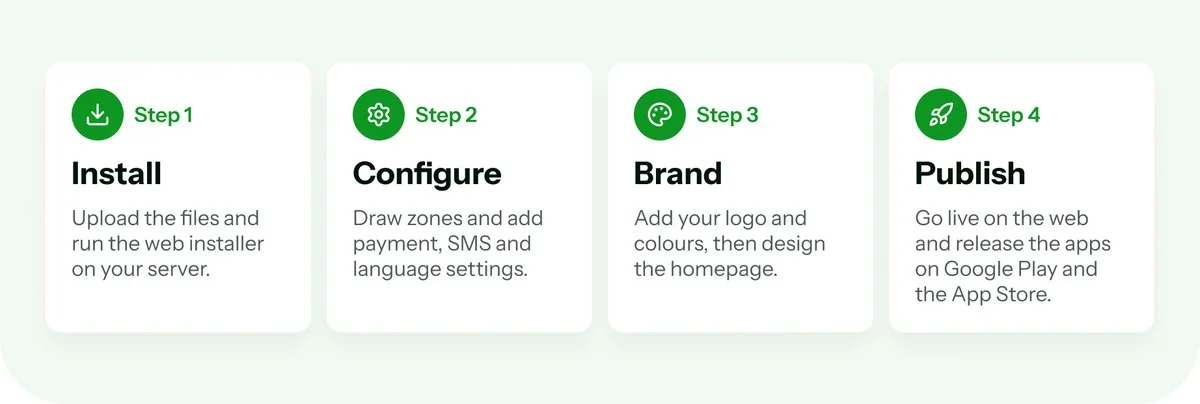 Step 1
Install
Upload the files and
run the web installer
on your server.
Step 2
Configure
Draw zones and add
payment, SMS and
language settings.
Step 3
Brand
Add your logo and
colours, then design
the homepage.
Step 4
Publish
Go live on the web
and release the apps
on Google Play and
the App Store.